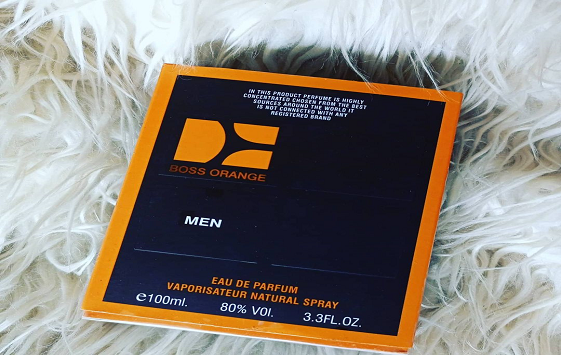 IN THIS PRODUCT PERFUME IS HIGHLY
CONCENTRATED CHOSEN FROM THE BEST
SOURCES AROUND THE WORLD IT
IS NOT CONNECTED WITH ANY
REGISTERED BRAND
BOSS ORANGE
MEN
EAU DE PARFUM
VAPORISATEUR NATURAL SPRAY
℮100ml. 80% VOl. 3.3FL.OZ.